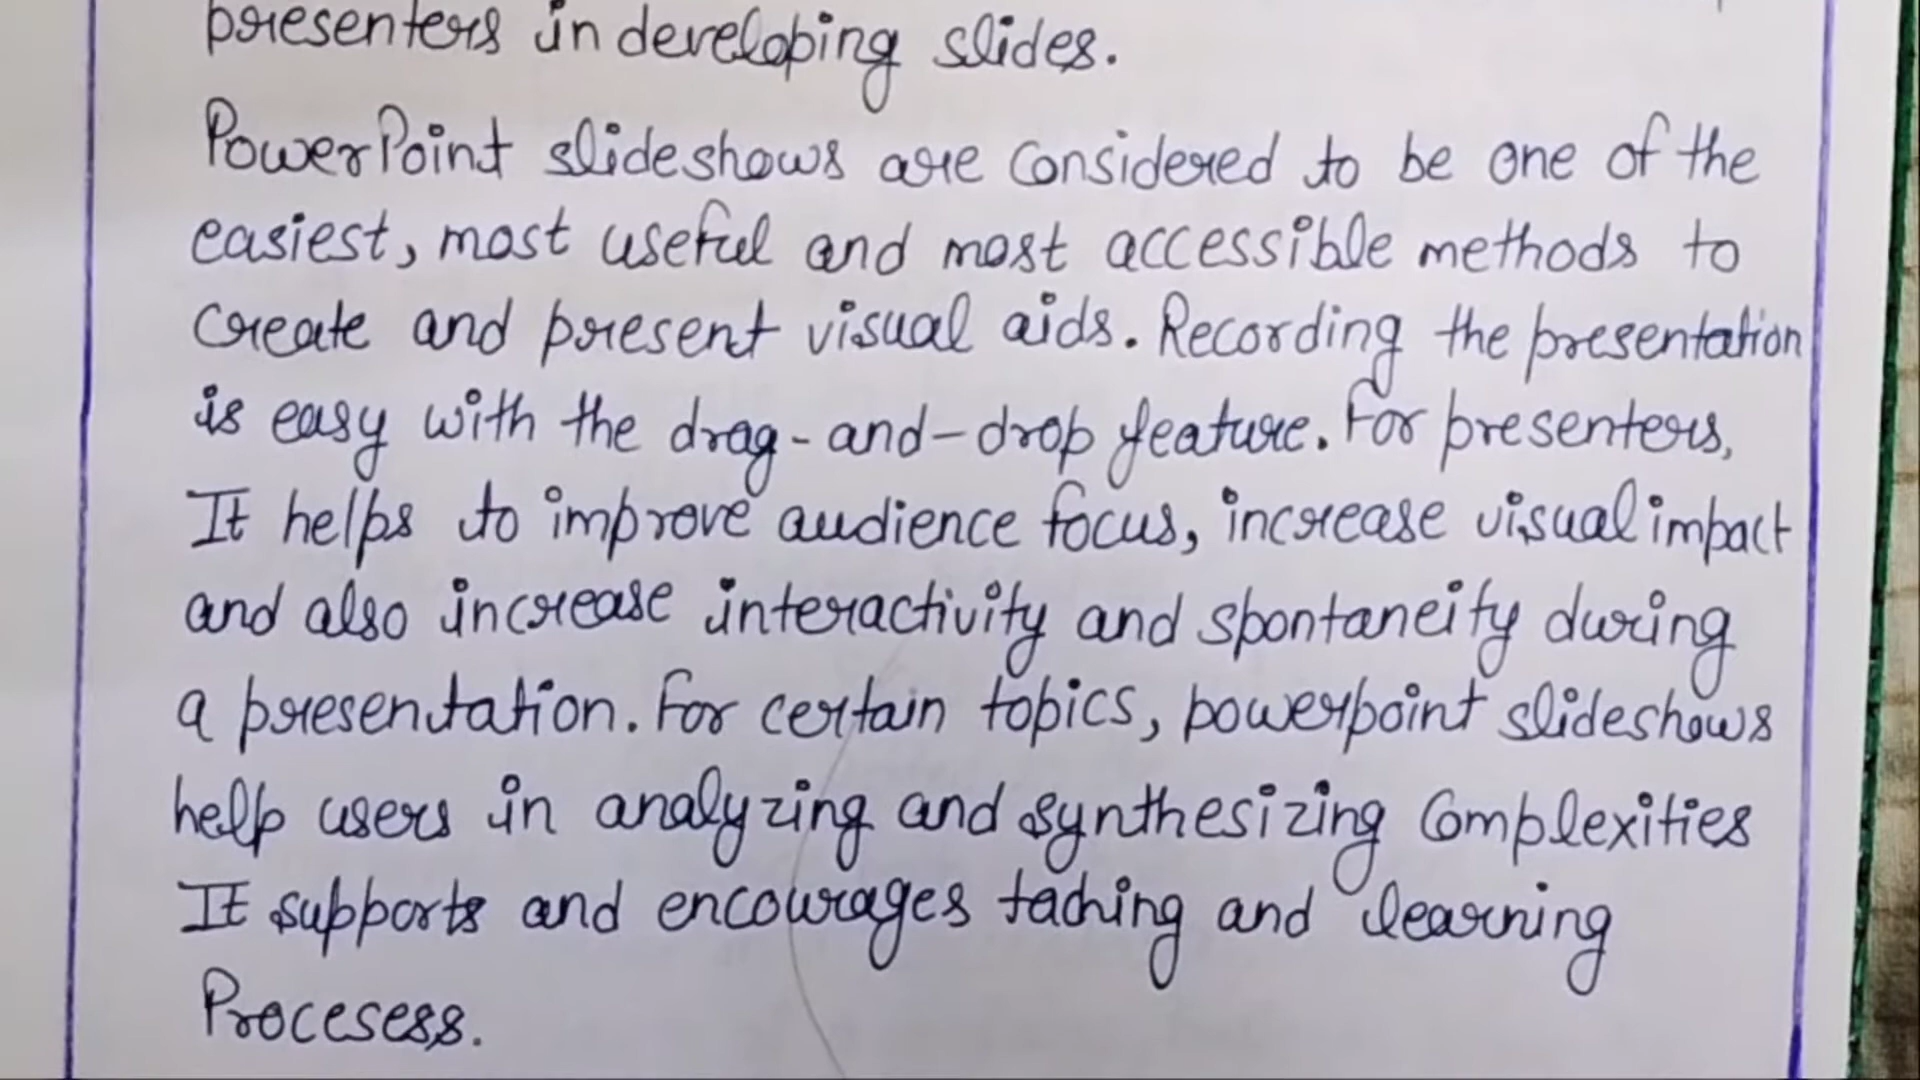 presenters in developing slides.
PowerPoint slideshows are considered to be one of the
easiest, most useful and most accessible methods to
create and present visual aids. Recording the presentation
is easy with the drag-and-drop feature. For presenters,
It helps to improve audience focus, increase visual impact
and also increase interactivity and spontaneity during
a presentation. For certain topics, powerpoint slideshows
help users in analyzing and synthesizing Complexities
It supports and encourages taching and learning
Procesess.